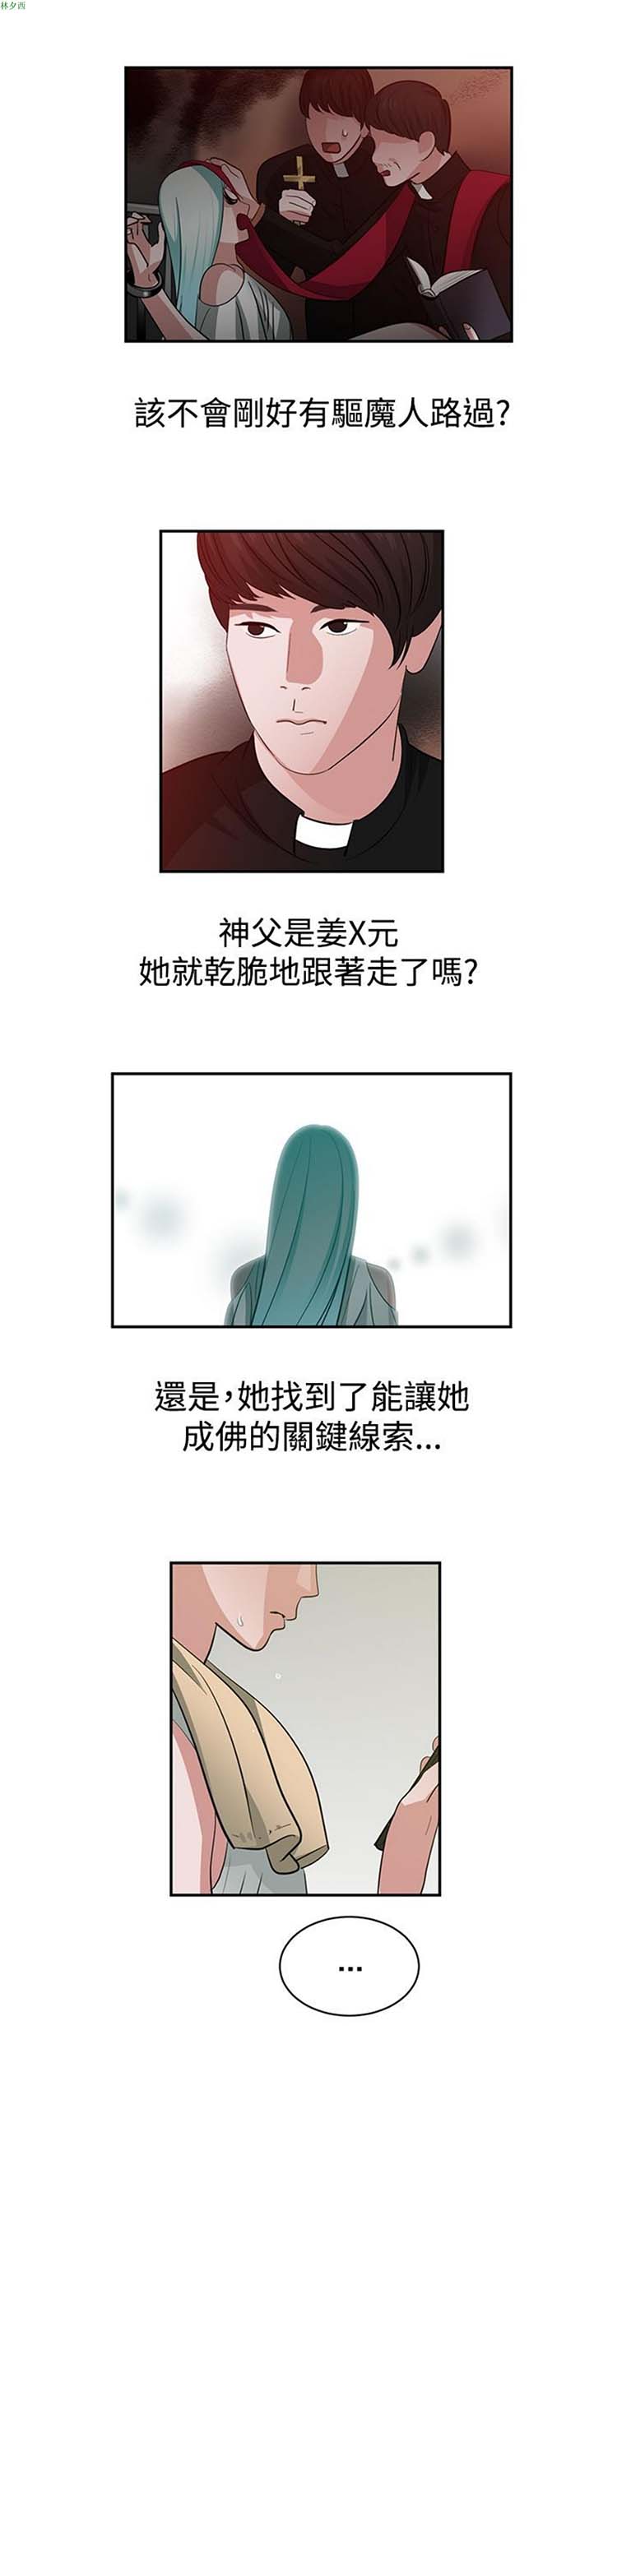 林夕西
該不會剛好有驅魔人路過?
神父是姜X元
她就乾脆地跟著走了嗎?
還是,她找到了能讓她
成佛的關鍵線索...
...